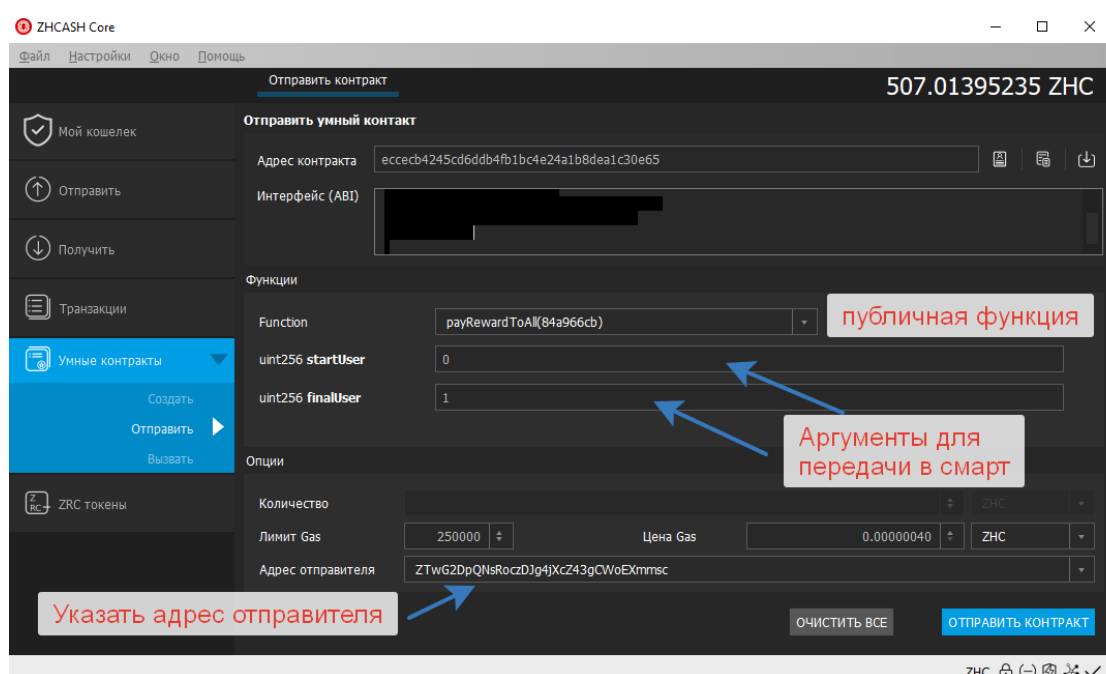 ZHCASH Core
Файл Настройки Окно Помощь
Отправить контракт
507.01395235 ZHC
Мой кошелек
Отправить
Получить
Транзакции
Умные контракты
Создать
Отправить
Вызвать
ZRC токены
Отправить умный контакт
Адрес контракта eccecb4245cd6ddb4fb1bc4e24a1b8dea1c30e65
Интерфейс (ABI)
Функции
Function payRewardToAll(84a966cb)
публичная функция
uint256 startUser 0
uint256 finalUser 1
Аргументы для
передачи в смарт
Опции
Количество ZHC
Лимит Gas 250000 Цена Gas 0.00000040 ZHC
Адрес отправителя ZTwG2DpQNsRoczDJg4jXcZ43gCWoEXmmsc
Указать адрес отправителя
ОЧИСТИТЬ ВСЕ ОТПРАВИТЬ КОНТРАКТ
ZHC